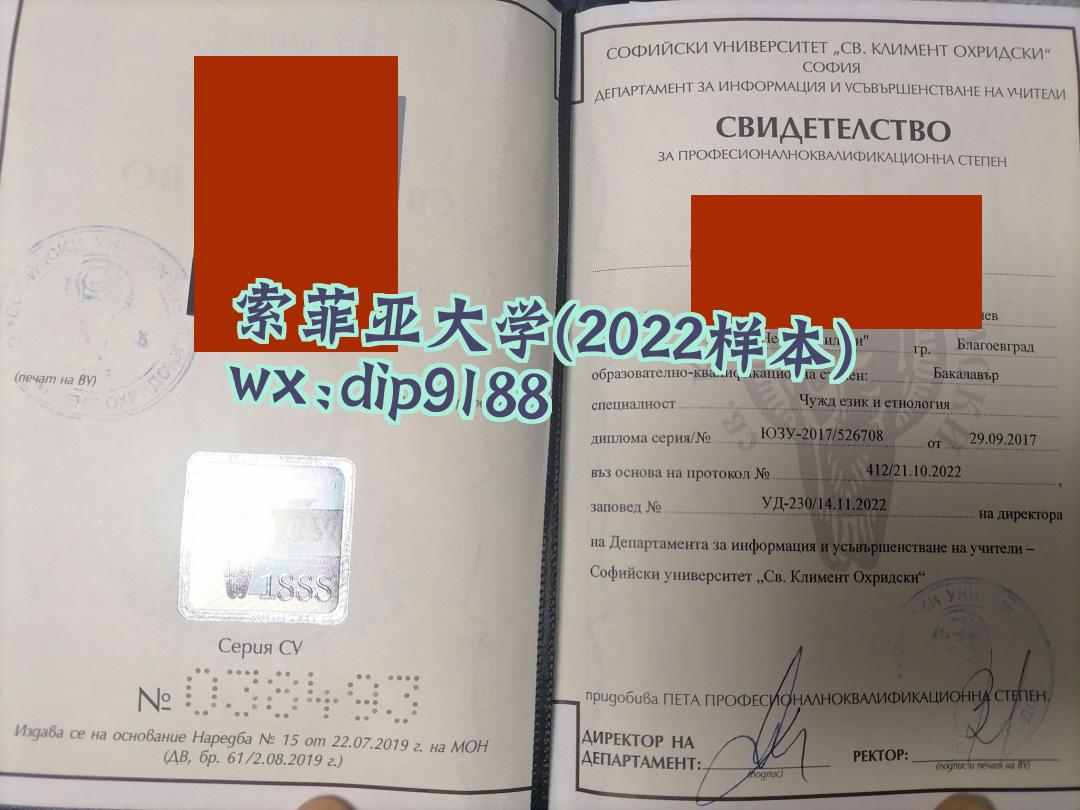 (печат на ВУ)
1888
Серия СУ
№ 038493
Издава се на основание Наредба № 15 от 22.07.2019 г. на МОН
(ДВ, бр. 61/2.08.2019 г.)
索菲亚大学(2022样本)
wx:dip9188
СОФИЙСКИ УНИВЕРСИТЕТ „СВ. КЛИМЕНТ ОХРИДСКИ“
СОФИЯ
ДЕПАРТАМЕНТ ЗА ИНФОРМАЦИЯ И УСЪВЪРШЕНСТВАНЕ НА УЧИТЕЛИ
СВИДЕТЕЛСТВО
ЗА ПРОФЕСИОНАЛНОКВАЛИФИКАЦИОННА СТЕПЕН
гр. Благоевград
образователно-квалификационна степен: Бакалавър
специалност Чужд език и етнология
диплома серия/№ ЮЗУ-2017/526708 от 29.09.2017
въз основа на протокол № 412/21.10.2022 ,
заповед № УД-230/14.11.2022 на директора
на Департамента за информация и усъвършенстване на учители –
Софийски университет „Св. Климент Охридски“
придобива ПЕТА ПРОФЕСИОНАЛНОКВАЛИФИКАЦИОННА СТЕПЕН.
ДИРЕКТОР НА
ДЕПАРТАМЕНТ:
(подпис)
РЕКТОР:
(подпис и печат на ВУ)